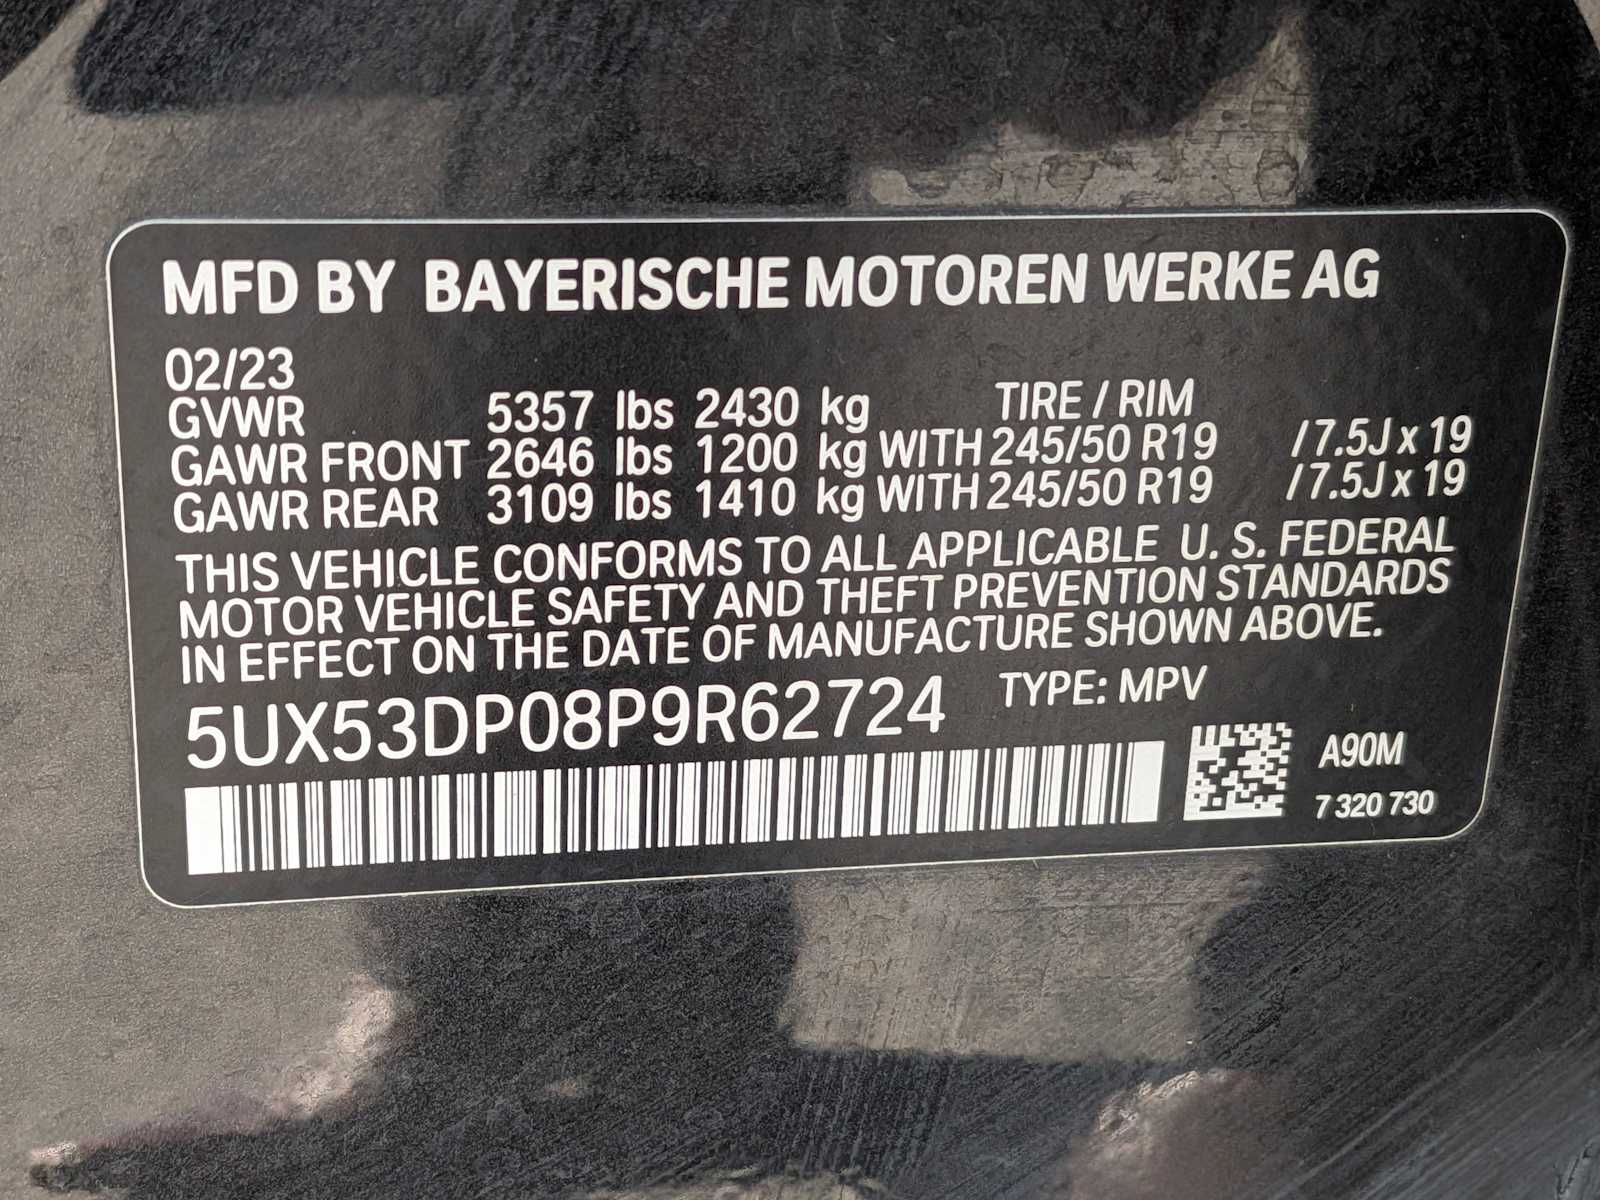 MFD BY BAYERISCHE MOTOREN WERKE AG
02/23
GVWR 5357 lbs 2430 kg TIRE / RIM
GAWR FRONT 2646 lbs 1200 kg WITH 245/50 R19 / 7.5J x 19
GAWR REAR 3109 lbs 1410 kg WITH 245/50 R19 / 7.5J x 19
THIS VEHICLE CONFORMS TO ALL APPLICABLE U. S. FEDERAL
MOTOR VEHICLE SAFETY AND THEFT PREVENTION STANDARDS
IN EFFECT ON THE DATE OF MANUFACTURE SHOWN ABOVE.
5UX53DP08P9R62724 TYPE: MPV
A90M
7 320 730